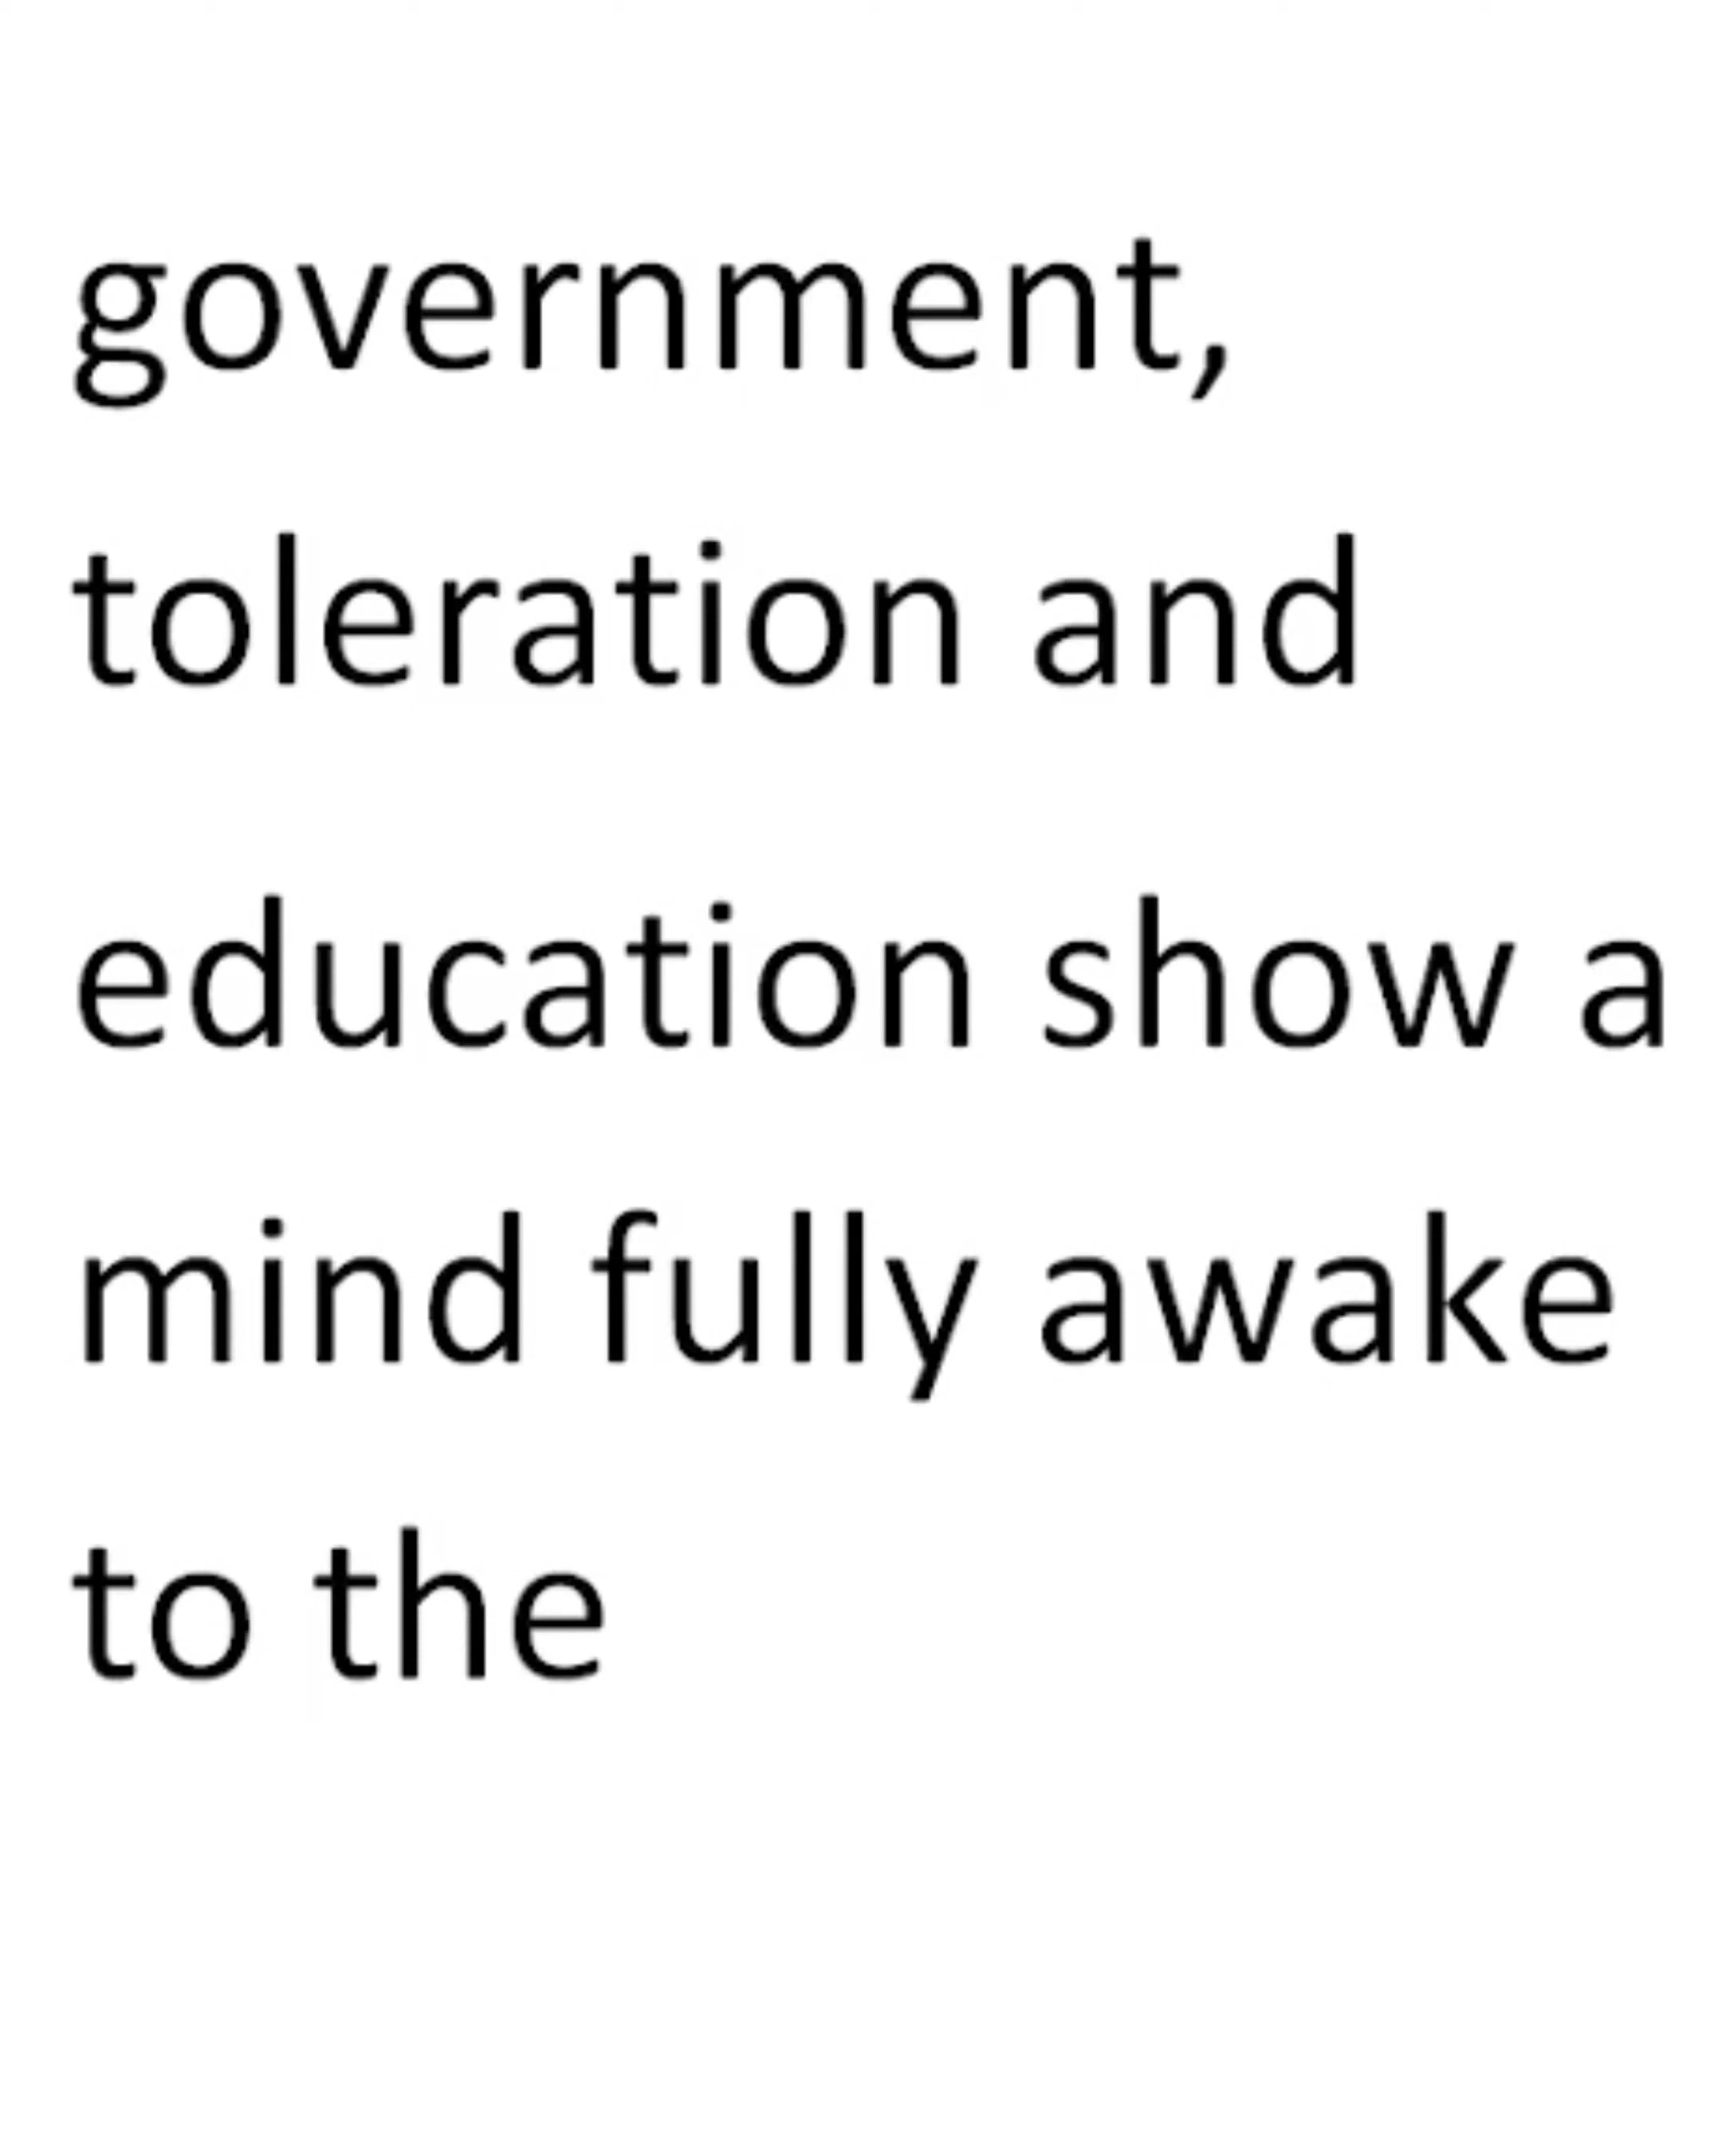 government,
toleration and
education show a
mind fully awake
to the